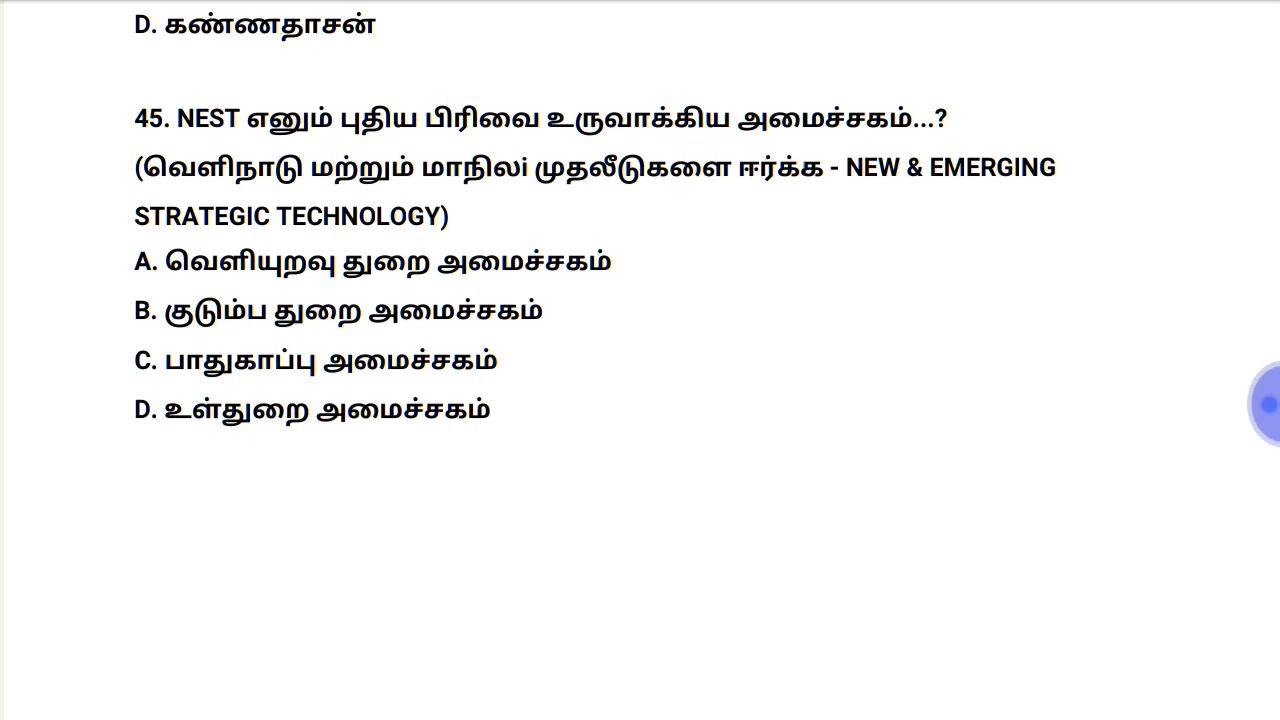 D. கண்ணதாசன்
45. NEST எனும் புதிய பிரிவை உருவாக்கிய அமைச்சகம்...?
(வெளிநாடு மற்றும் மாநிலi முதலீடுகளை ஈர்க்க - NEW & EMERGING
STRATEGIC TECHNOLOGY)
A. வெளியுறவு துறை அமைச்சகம்
B. குடும்ப துறை அமைச்சகம்
C. பாதுகாப்பு அமைச்சகம்
D. உள்துறை அமைச்சகம்